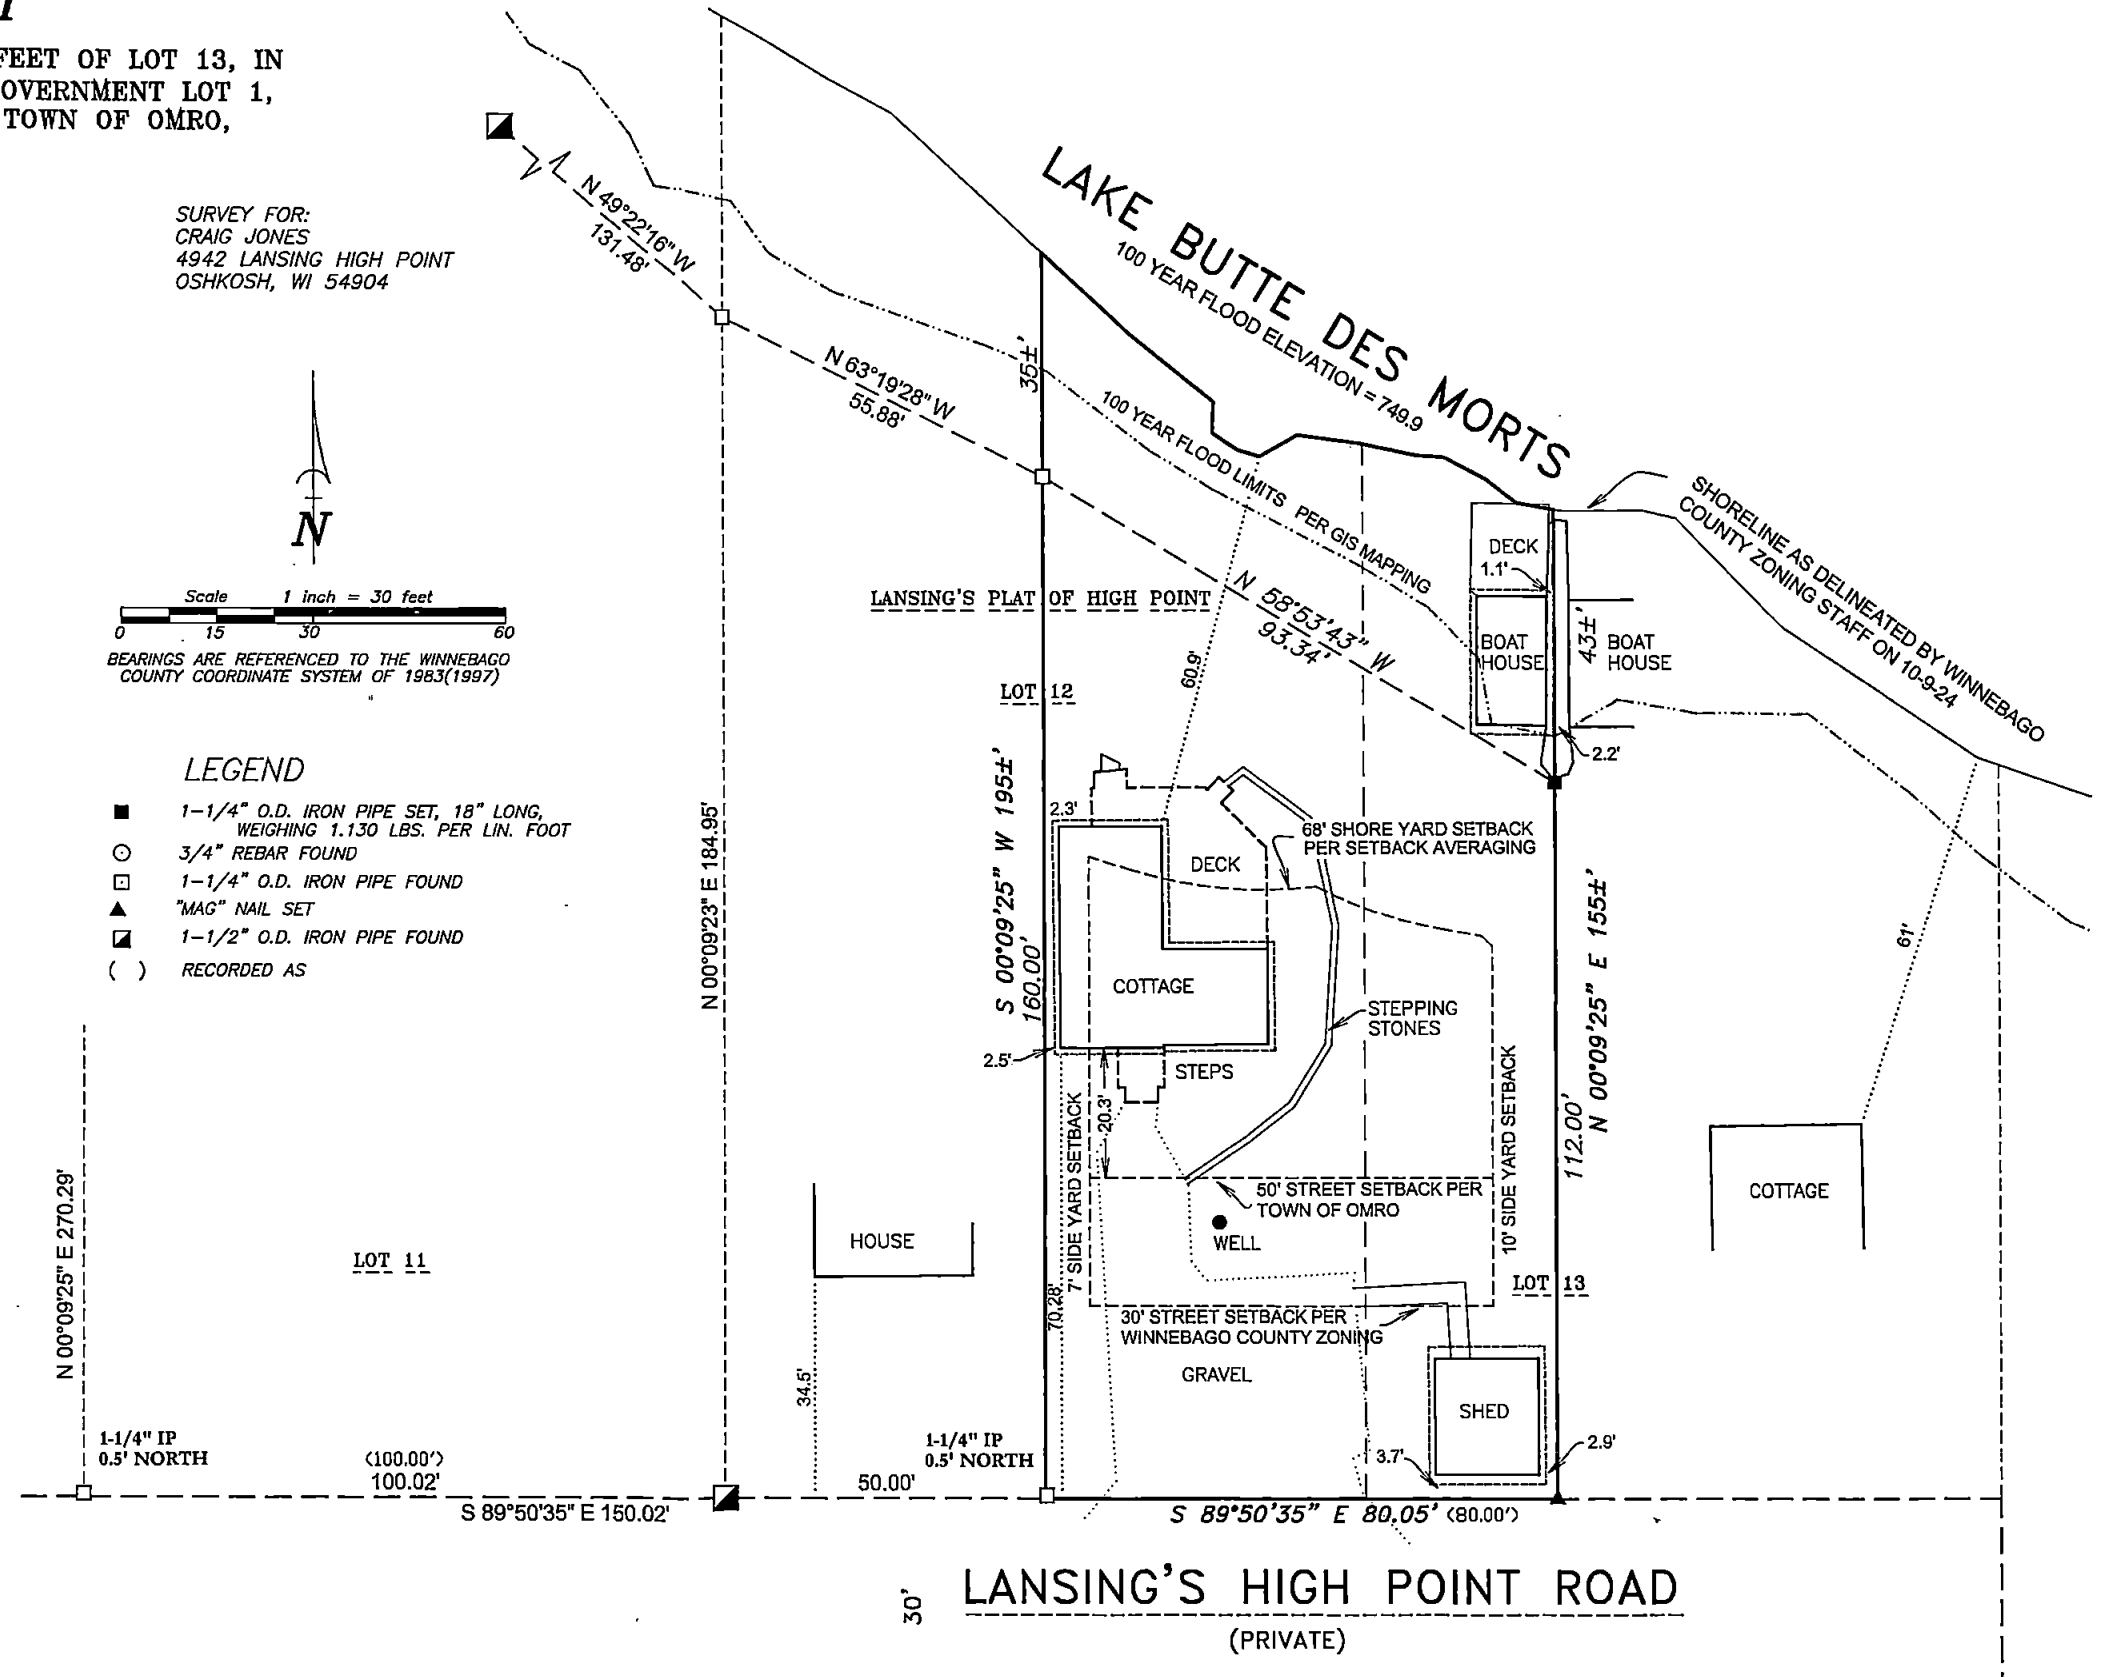 FEET OF LOT 13, IN
OVERNMENT LOT 1,
TOWN OF OMRO,
SURVEY FOR:
CRAIG JONES
4942 LANSING HIGH POINT
OSHKOSH, WI 54904
N
Scale 1 inch = 30 feet
0 15 30 60
BEARINGS ARE REFERENCED TO THE WINNEBAGO
COUNTY COORDINATE SYSTEM OF 1983(1997)
LEGEND
1-1/4" O.D. IRON PIPE SET, 18" LONG,
WEIGHING 1.130 LBS. PER LIN. FOOT
3/4" REBAR FOUND
1-1/4" O.D. IRON PIPE FOUND
"MAG" NAIL SET
1-1/2" O.D. IRON PIPE FOUND
( ) RECORDED AS
N 49°22'16" W
131.48'
N 63°19'28" W
55.88'
35±'
LAKE BUTTE DES MORTS
100 YEAR FLOOD ELEVATION = 749.9
100 YEAR FLOOD LIMITS PER GIS MAPPING
SHORELINE AS DELINEATED BY WINNEBAGO
COUNTY ZONING STAFF ON 10-9-24
LANSING'S PLAT OF HIGH POINT
N 58°53'43" W
93.34'
DECK
1.1'
BOAT
HOUSE
43±'
BOAT
HOUSE
2.2'
60.9'
LOT 12
S 00°09'25" W 195±'
160.00'
N 00°09'23" E 184.95'
2.3'
68' SHORE YARD SETBACK
PER SETBACK AVERAGING
DECK
COTTAGE
STEPPING
STONES
2.5'
STEPS
20.3'
7' SIDE YARD SETBACK
10' SIDE YARD SETBACK
N 00°09'25" E 155±'
112.00'
61'
COTTAGE
50' STREET SETBACK PER
TOWN OF OMRO
WELL
HOUSE
LOT 11
N 00°09'25" E 270.29'
LOT 13
70.28'
30' STREET SETBACK PER
WINNEBAGO COUNTY ZONING
GRAVEL
34.5'
SHED
3.7'
2.9'
1-1/4" IP
0.5' NORTH
(100.00')
100.02'
50.00'
1-1/4" IP
0.5' NORTH
S 89°50'35" E 150.02'
S 89°50'35" E 80.05' (80.00')
30'
LANSING'S HIGH POINT ROAD
(PRIVATE)